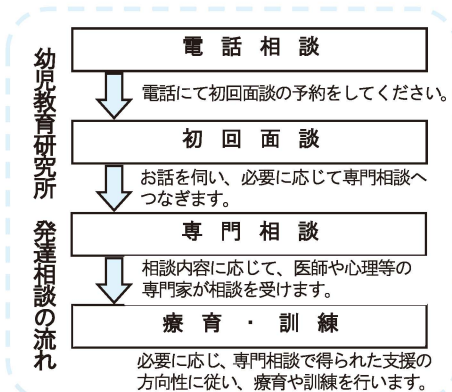 幼児教育研究所 発達相談の流れ
電話相談
電話にて初回面談の予約をしてください。
初回面談
お話を伺い、必要に応じて専門相談へ
つなぎます。
専門相談
相談内容に応じて、医師や心理等の
専門家が相談を受けます。
療育・訓練
必要に応じ、専門相談で得られた支援の
方向性に従い、療育や訓練を行います。